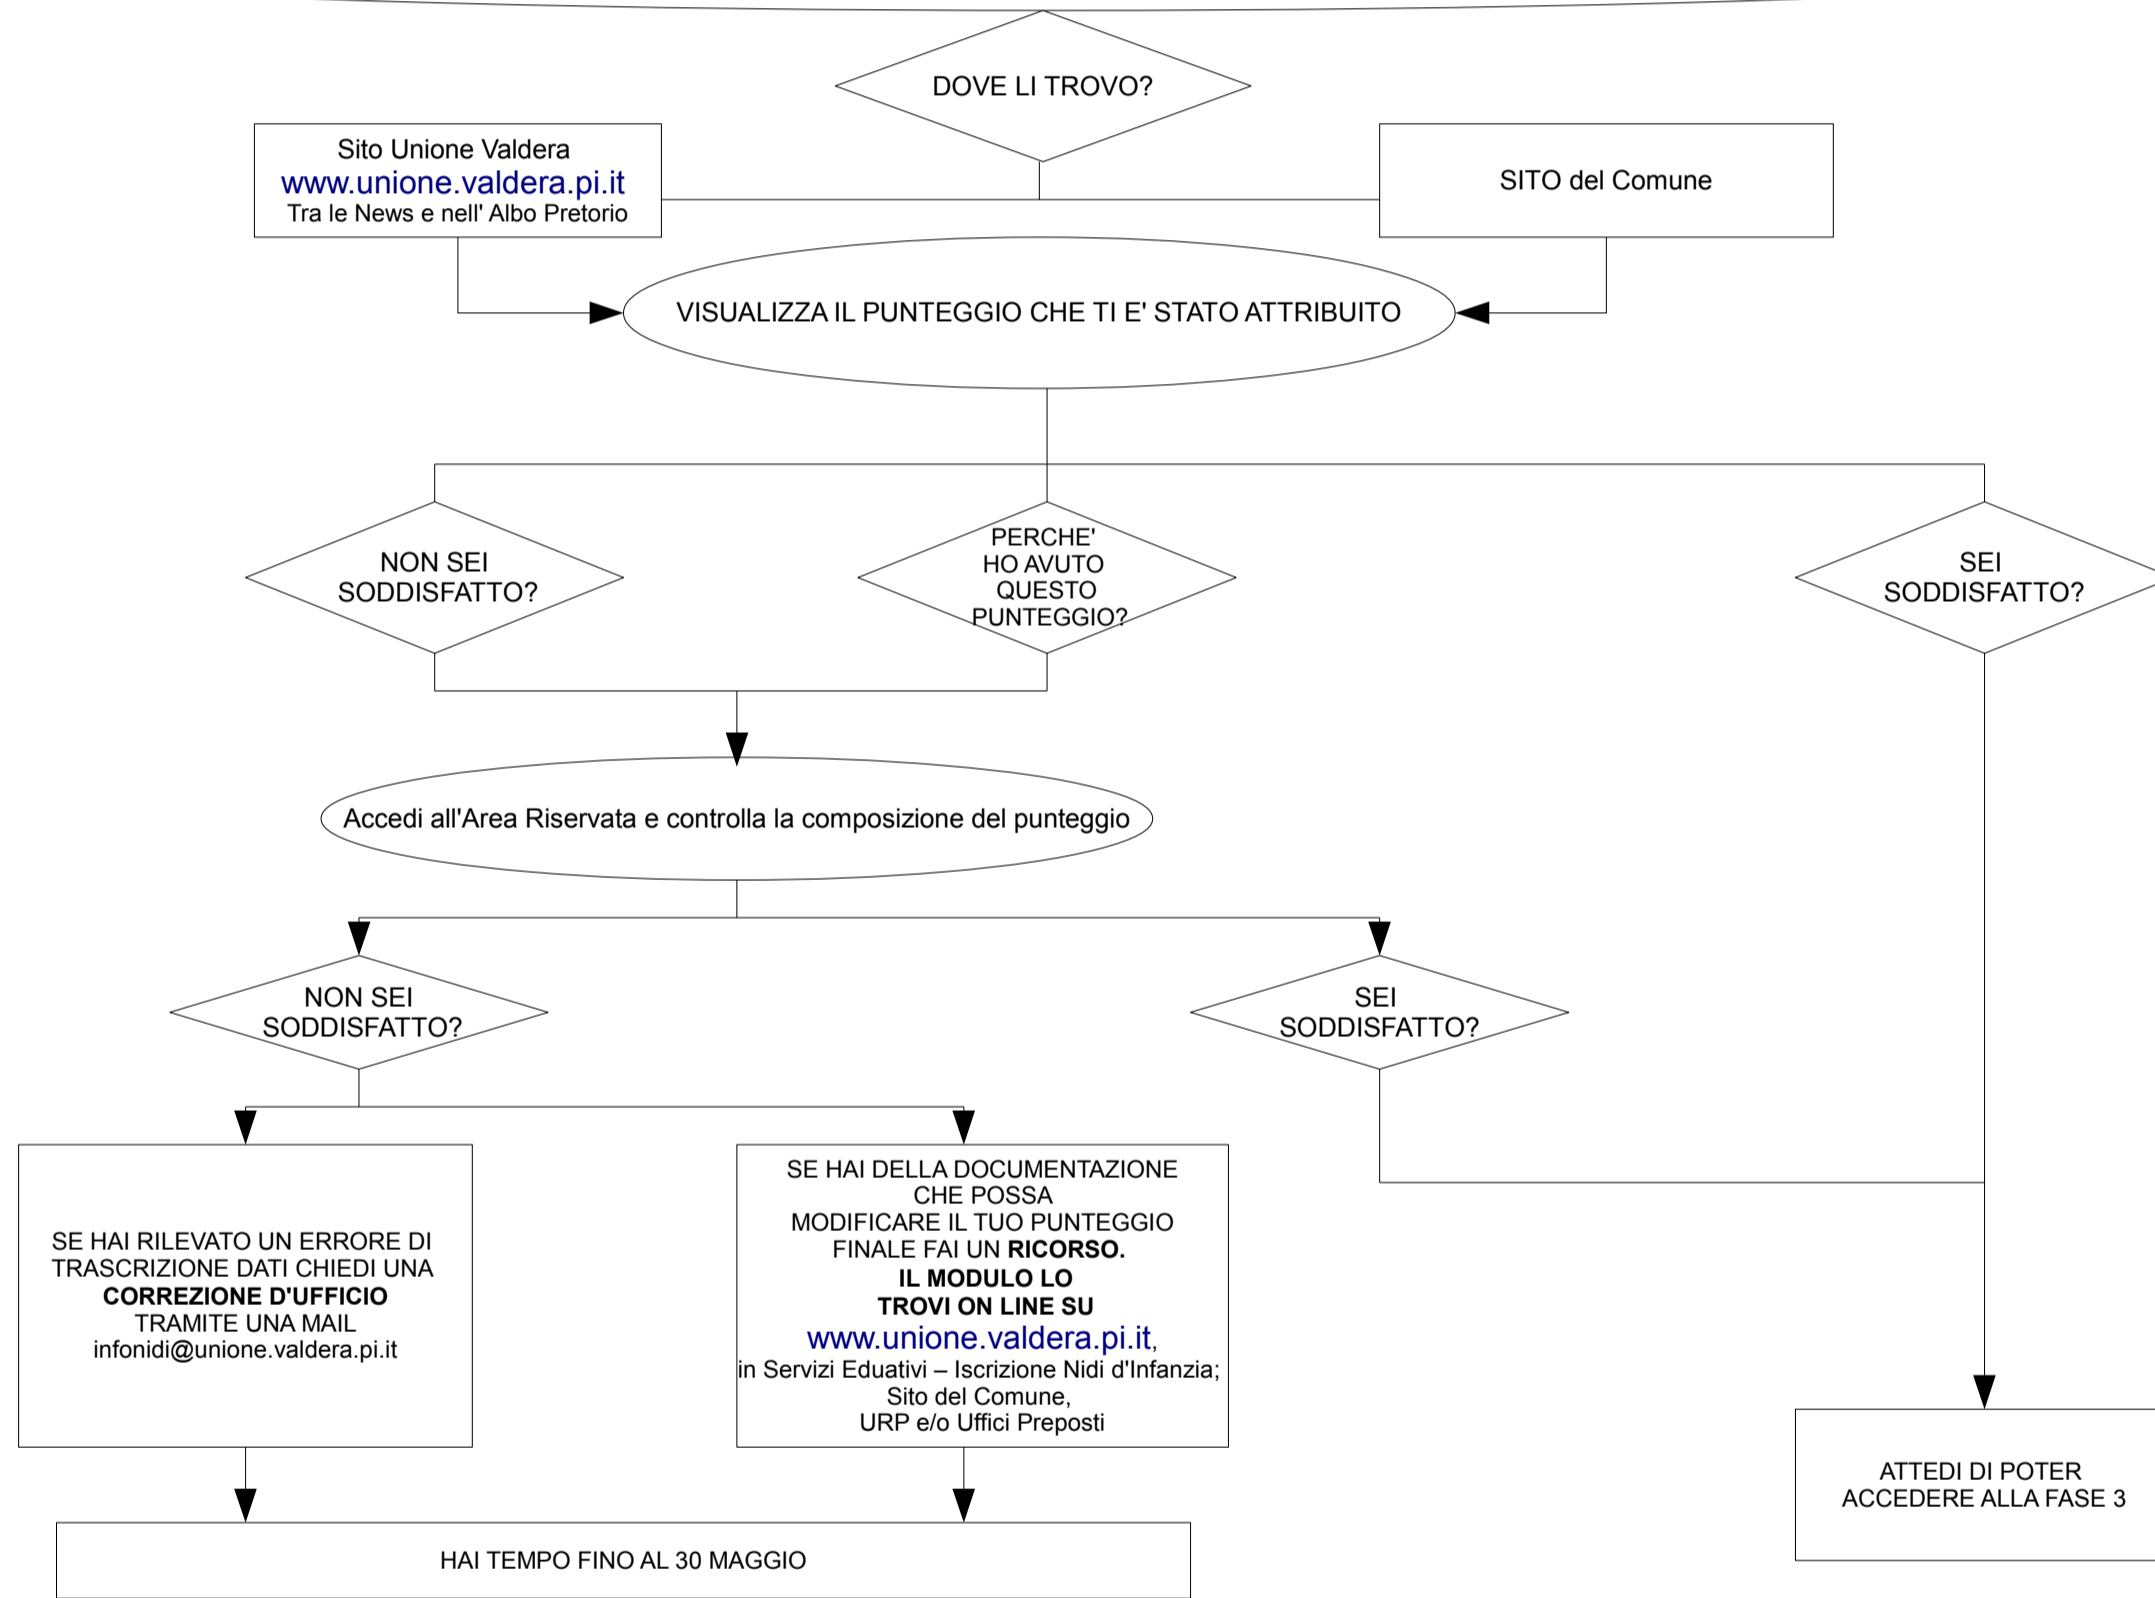 DOVE LI TROVO?
Sito Unione Valdera
www.unione.valdera.pi.it
Tra le News e nell' Albo Pretorio
SITO del Comune
VISUALIZZA IL PUNTEGGIO CHE TI E' STATO ATTRIBUITO
NON SEI
SODDISFATTO?
PERCHE'
HO AVUTO
QUESTO
PUNTEGGIO?
SEI
SODDISFATTO?
Accedi all'Area Riservata e controlla la composizione del punteggio
NON SEI
SODDISFATTO?
SEI
SODDISFATTO?
SE HAI RILEVATO UN ERRORE DI
TRASCRIZIONE DATI CHIEDI UNA
CORREZIONE D'UFFICIO
TRAMITE UNA MAIL
infonidi@unione.valdera.pi.it
SE HAI DELLA DOCUMENTAZIONE
CHE POSSA
MODIFICARE IL TUO PUNTEGGIO
FINALE FAI UN RICORSO.
IL MODULO LO
TROVI ON LINE SU
www.unione.valdera.pi.it,
in Servizi Eduativi – Iscrizione Nidi d'Infanzia;
Sito del Comune,
URP e/o Uffici Preposti
ATTEDI DI POTER
ACCEDERE ALLA FASE 3
HAI TEMPO FINO AL 30 MAGGIO